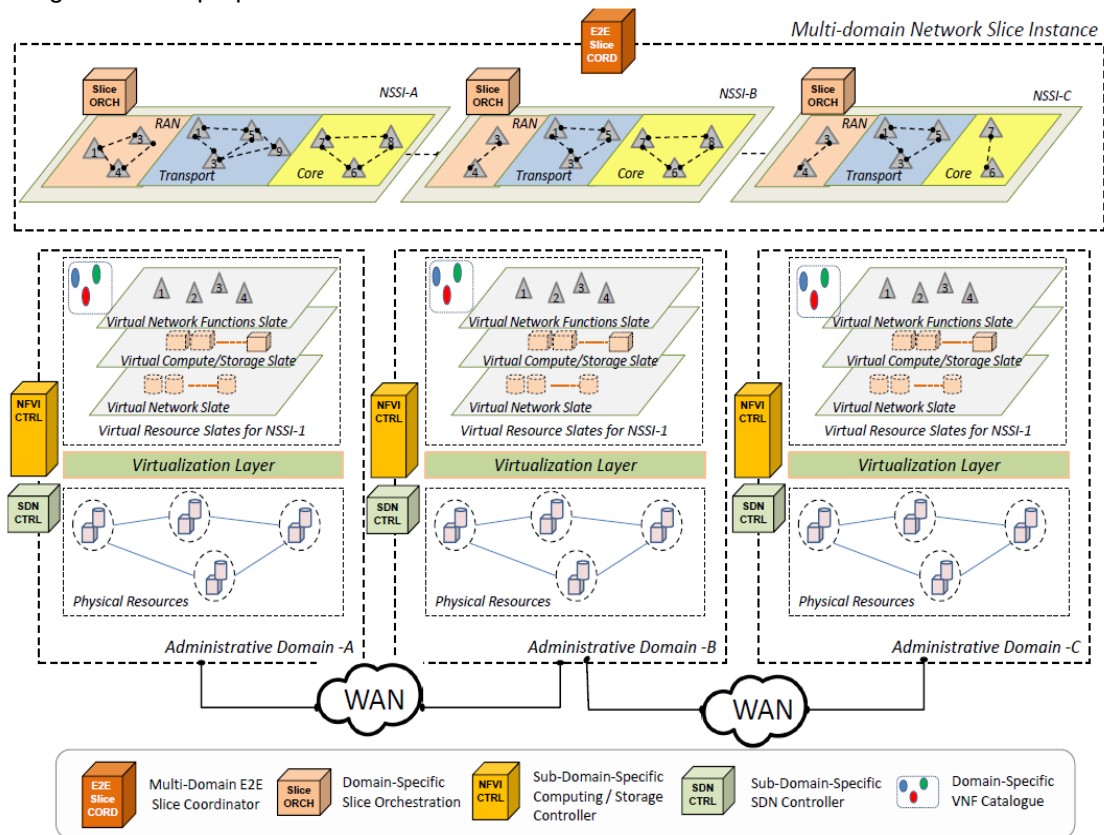 Multi-domain Network Slice Instance
E2E
Slice
CORD
Slice
ORCH
NSSI-A
RAN
1
3
4
1
5
3
9
Transport
2
8
6
Core
Slice
ORCH
NSSI-B
RAN
3
4
1
5
3
Transport
2
8
6
Core
Slice
ORCH
NSSI-C
RAN
3
4
1
5
3
Transport
7
6
Core
1 2 3 4
Virtual Network Functions Slate
Virtual Compute/Storage Slate
Virtual Network Slate
Virtual Resource Slates for NSSI-1
NFVI
CTRL
Virtualization Layer
SDN
CTRL
Physical Resources
Administrative Domain -A
1 2 3 4
Virtual Network Functions Slate
Virtual Compute/Storage Slate
Virtual Network Slate
Virtual Resource Slates for NSSI-1
NFVI
CTRL
Virtualization Layer
SDN
CTRL
Physical Resources
Administrative Domain -B
1 2 3 4
Virtual Network Functions Slate
Virtual Compute/Storage Slate
Virtual Network Slate
Virtual Resource Slates for NSSI-1
NFVI
CTRL
Virtualization Layer
SDN
CTRL
Physical Resources
Administrative Domain -C
WAN
WAN
E2E
Slice
CORD
Multi-Domain E2E
Slice Coordinator
Slice
ORCH
Domain-Specific
Slice Orchestration
NFVI
CTRL
Sub-Domain-Specific
Computing / Storage
Controller
SDN
CTRL
Sub-Domain-Specific
SDN Controller
Domain-Specific
VNF Catalogue